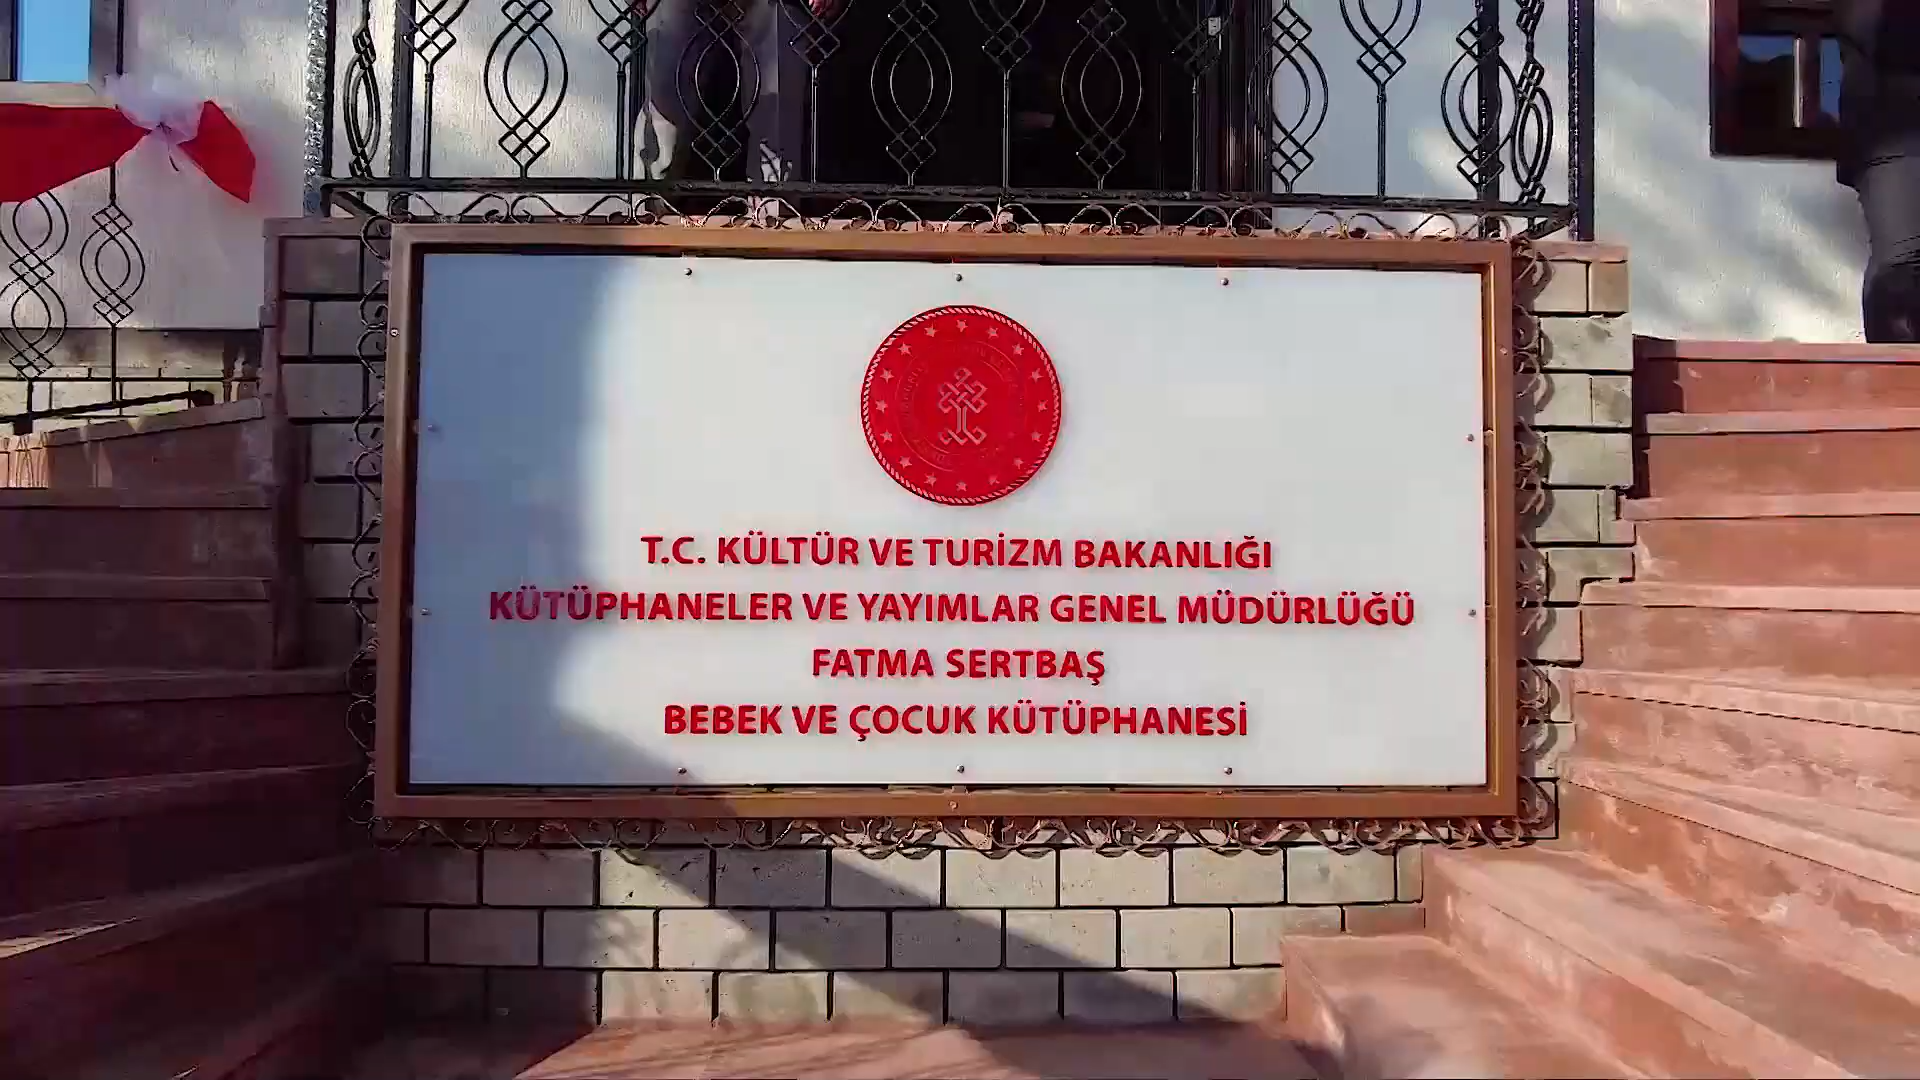 T.C. KÜLTÜR VE TURİZM BAKANLIĞI
KÜTÜPHANELER VE YAYIMLAR GENEL MÜDÜRLÜĞÜ
FATMA SERTBAŞ
BEBEK VE ÇOCUK KÜTÜPHANESİ